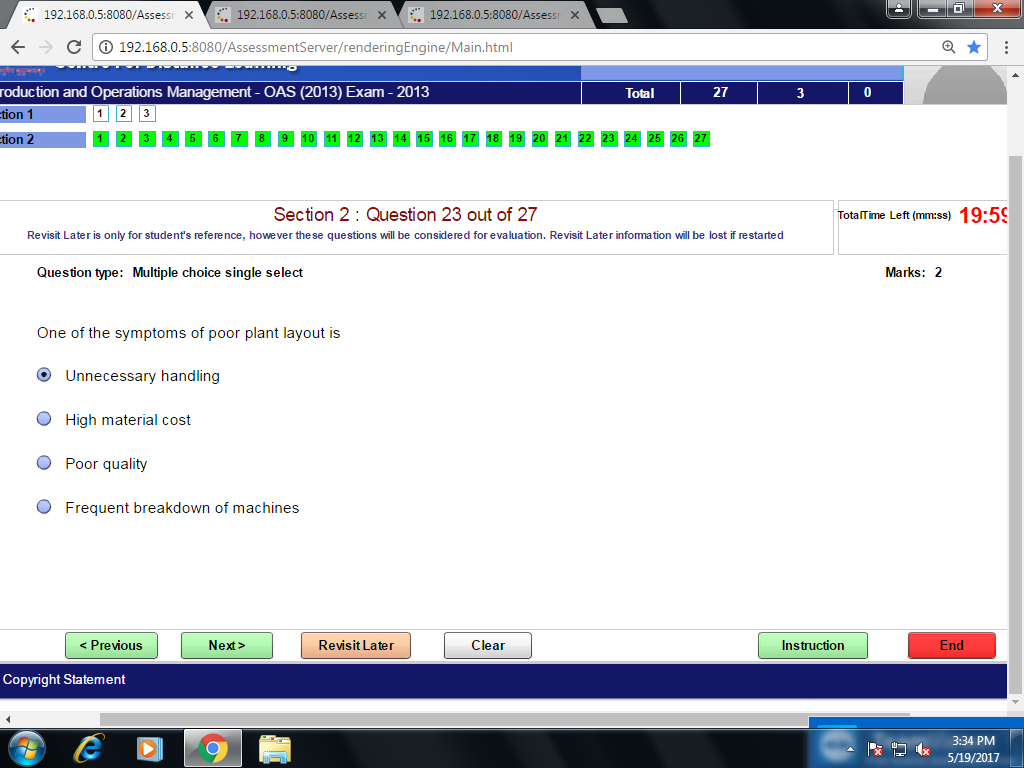 192.168.0.5:8080/Assessm 192.168.0.5:8080/Assessm 192.168.0.5:8080/Assessm
192.168.0.5:8080/AssessmentServer/renderingEngine/Main.html
Centre For Distance Learning
roduction and Operations Management - OAS (2013) Exam - 2013 Total 27 3 0
ction 1 1 2 3
ction 2 1 2 3 4 5 6 7 8 9 10 11 12 13 14 15 16 17 18 19 20 21 22 23 24 25 26 27
Section 2 : Question 23 out of 27
TotalTime Left (mm:ss) 19:59
Revisit Later is only for student's reference, however these questions will be considered for evaluation. Revisit Later information will be lost if restarted
Question type: Multiple choice single select Marks: 2
One of the symptoms of poor plant layout is
Unnecessary handling
High material cost
Poor quality
Frequent breakdown of machines
< Previous Next > Revisit Later Clear Instruction End
Copyright Statement
3:34 PM
5/19/2017